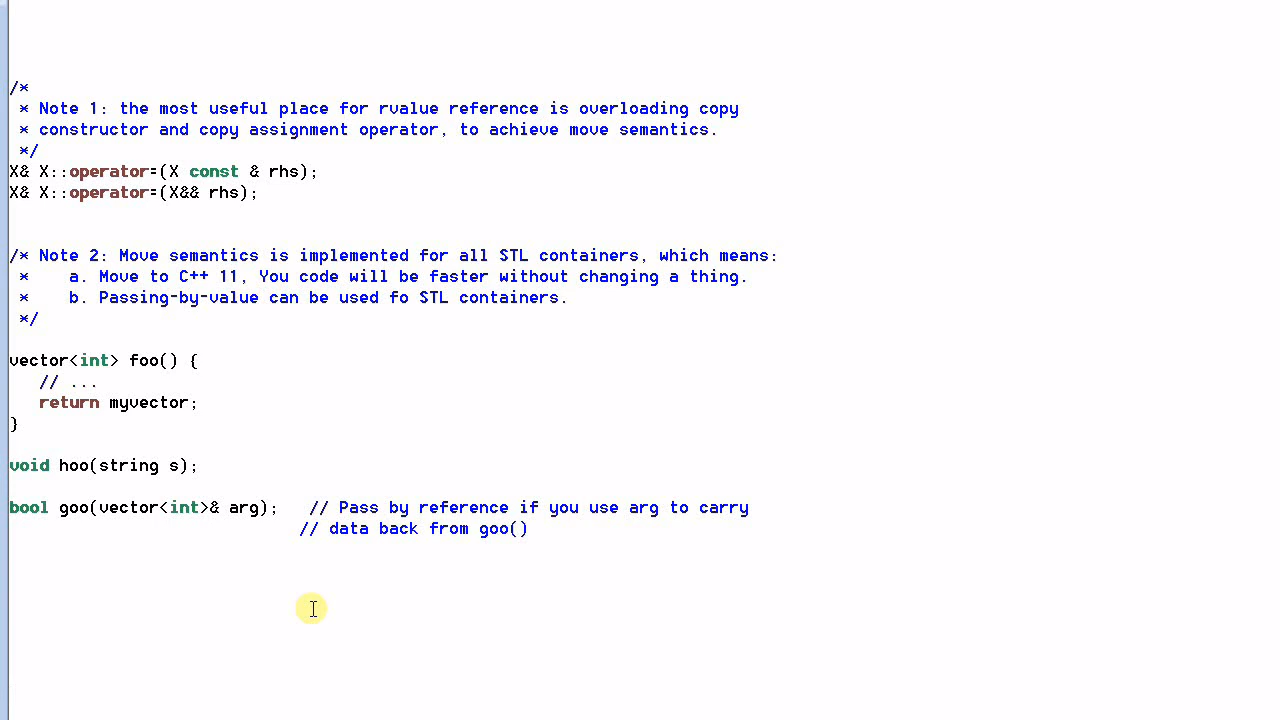 /*
 * Note 1: the most useful place for rvalue reference is overloading copy
 * constructor and copy assignment operator, to achieve move semantics.
 */
X& X::operator=(X const & rhs);
X& X::operator=(X&& rhs);
/* Note 2: Move semantics is implemented for all STL containers, which means:
 *    a. Move to C++ 11, You code will be faster without changing a thing.
 *    b. Passing-by-value can be used fo STL containers.
 */
vector<int> foo() {
   // ...
   return myvector;
}
void hoo(string s);
bool goo(vector<int>& arg);   // Pass by reference if you use arg to carry
                             // data back from goo()